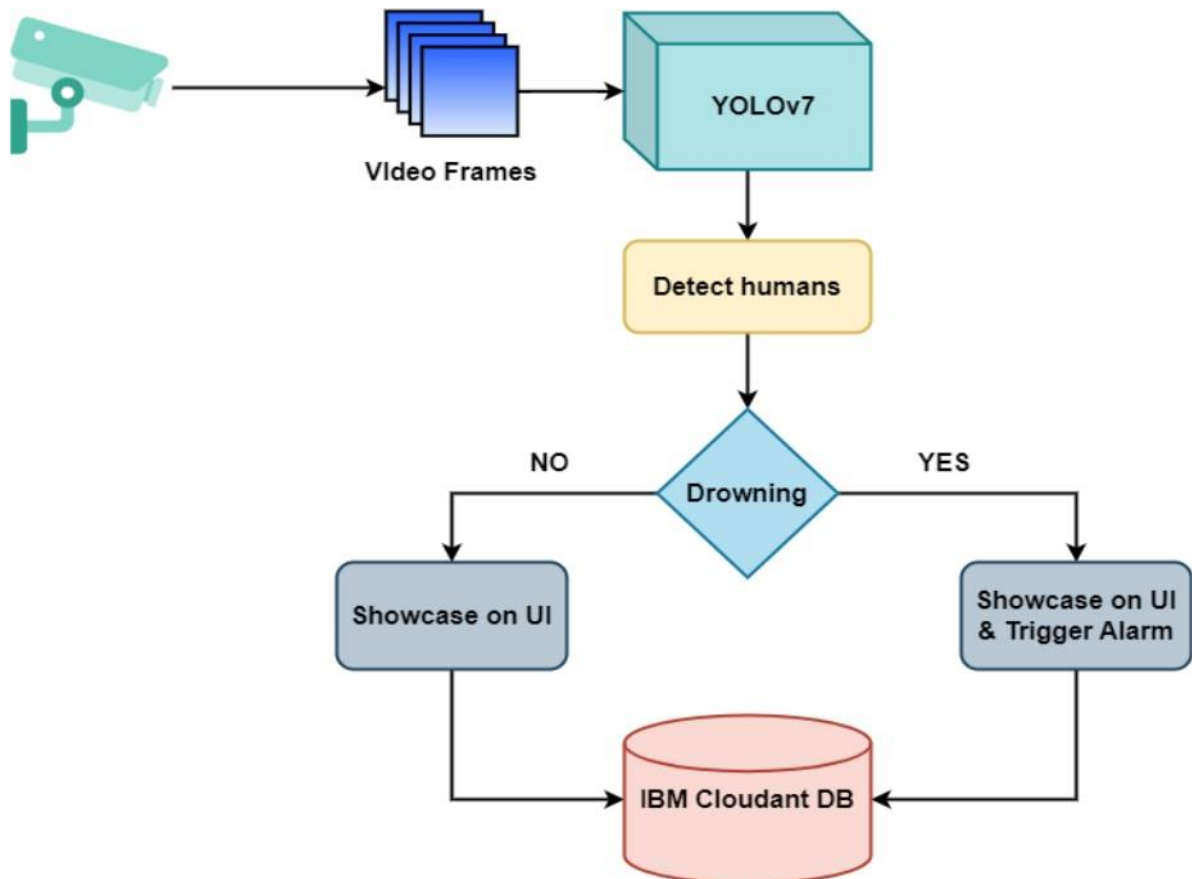 YOLOv7
VIdeo Frames
Detect humans
NO
YES
Drowning
Showcase on UI
Showcase on UI
& Trigger Alarm
IBM Cloudant DB